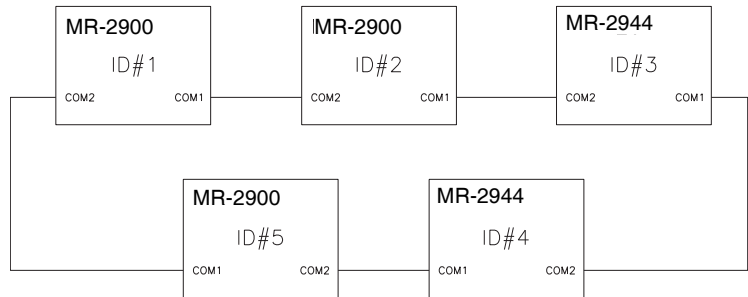 MR-2900
ID#1
COM2 COM1
MR-2900
ID#2
COM2 COM1
MR-2944
ID#3
COM2 COM1
MR-2900
ID#5
COM1 COM2
MR-2944
ID#4
COM1 COM2